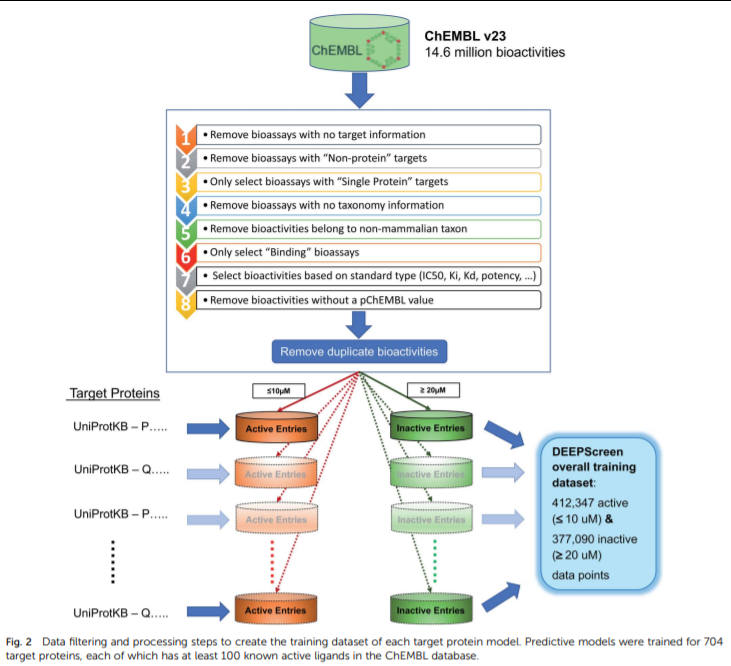 ChEMBL
ChEMBL v23
14.6 million bioactivities
1 • Remove bioassays with no target information
2 • Remove bioassays with “Non-protein” targets
3 • Only select bioassays with “Single Protein” targets
4 • Remove bioassays with no taxonomy information
5 • Remove bioactivities belong to non-mammalian taxon
6 • Only select “Binding” bioassays
7 • Select bioactivities based on standard type (IC50, Ki, Kd, potency, …)
8 • Remove bioactivities without a pChEMBL value
Remove duplicate bioactivities
≤10μM
≥ 20μM
Target Proteins
UniProtKB – P…..
Active Entries
Inactive Entries
UniProtKB – Q…..
Active Entries
Inactive Entries
UniProtKB – P…..
Active Entries
Inactive Entries
UniProtKB – Q…..
Active Entries
Inactive Entries
DEEPScreen
overall training
dataset:
412,347 active
(≤ 10 uM) &
377,090 inactive
(≥ 20 uM)
data points
Fig. 2 Data filtering and processing steps to create the training dataset of each target protein model. Predictive models were trained for 704
target proteins, each of which has at least 100 known active ligands in the ChEMBL database.